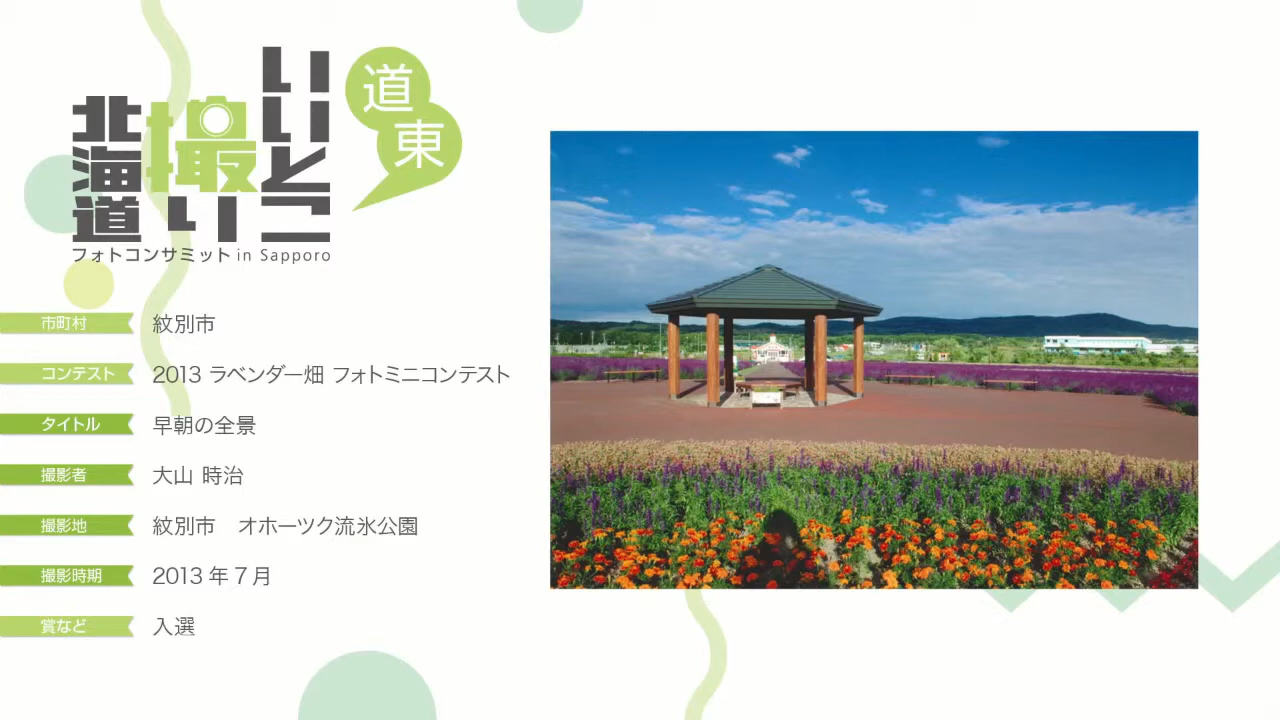 北海道
撮り
いいとこ
道東
フォトコンサミット in Sapporo
市町村 紋別市
コンテスト 2013 ラベンダー畑 フォトミニコンテスト
タイトル 早朝の全景
撮影者 大山 時治
撮影地 紋別市　オホーツク流氷公園
撮影時期 2013 年 7 月
賞など 入選